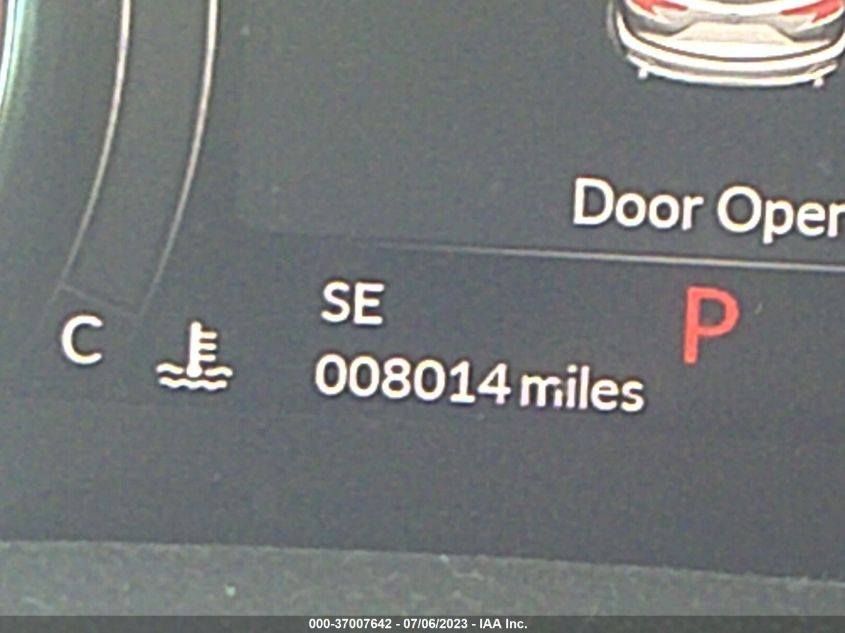 Door Open
SE
P
C
008014 miles
000-37007642 - 07/06/2023 - IAA Inc.